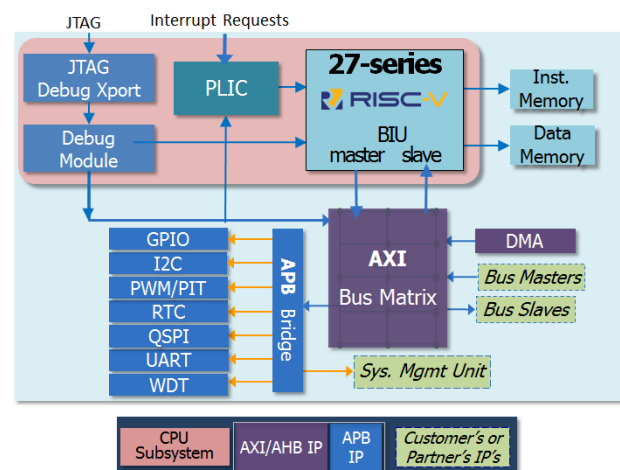 JTAG
Interrupt Requests
JTAG
Debug Xport
PLIC
27-series
RISC-V
BIU
master slave
Inst.
Memory
Debug
Module
Data
Memory
GPIO
I2C
PWM/PIT
RTC
QSPI
UART
WDT
APB
Bridge
AXI
Bus Matrix
DMA
Bus Masters
Bus Slaves
Sys. Mgmt Unit
CPU
Subsystem
AXI/AHB IP
APB
IP
Customer's or
Partner's IP's